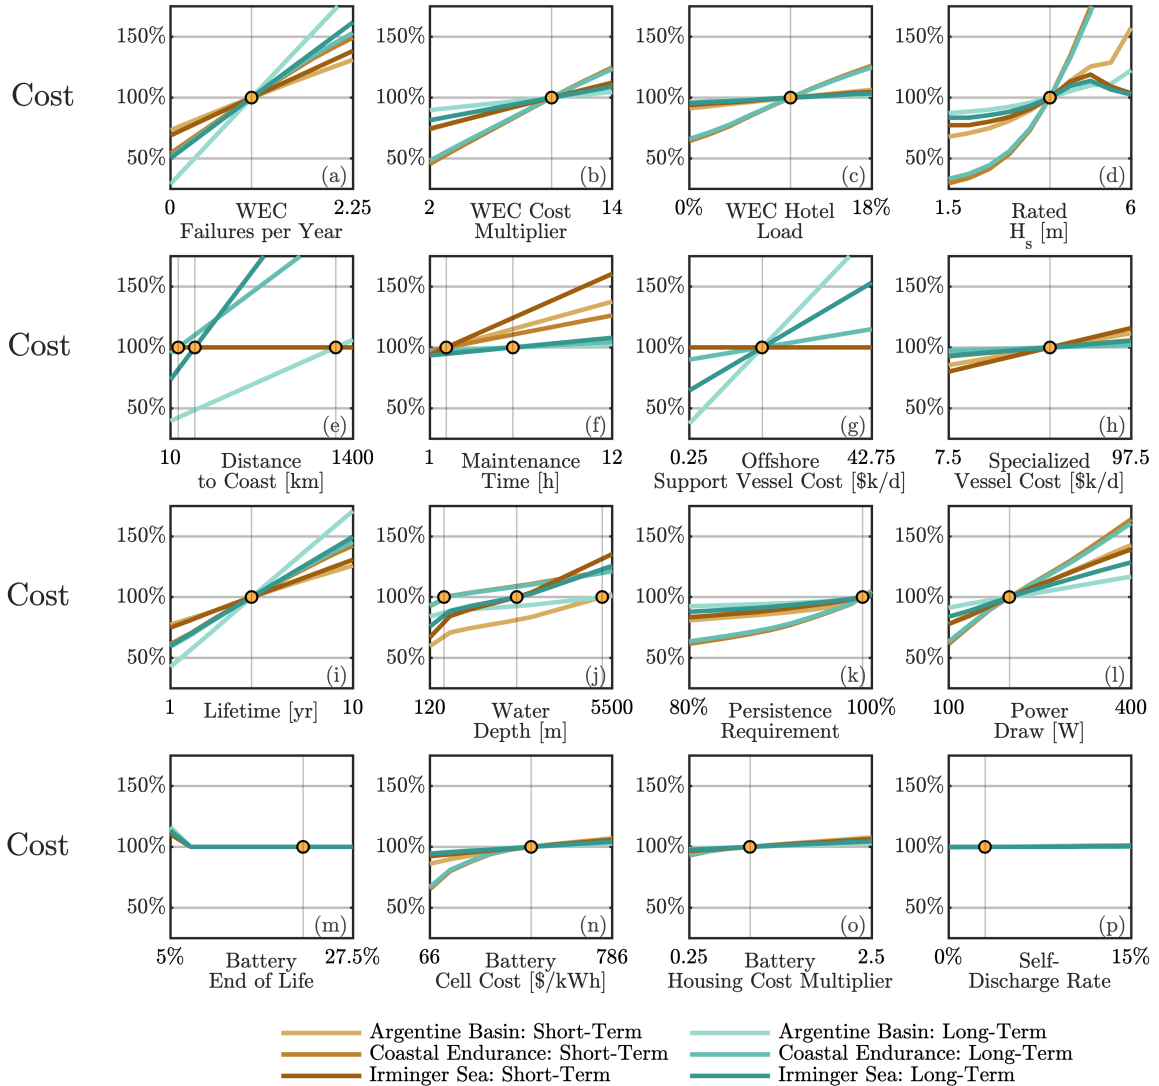 Cost
150%
100%
50%
(a)
0
2.25
WEC
Failures per Year
150%
100%
50%
(b)
2
14
WEC Cost
Multiplier
150%
100%
50%
(c)
0%
18%
WEC Hotel
Load
150%
100%
50%
(d)
1.5
6
Rated
Hs [m]
Cost
150%
100%
50%
(e)
10
1400
Distance
to Coast [km]
150%
100%
50%
(f)
1
12
Maintenance
Time [h]
150%
100%
50%
(g)
0.25
42.75
Offshore
Support Vessel Cost [$k/d]
150%
100%
50%
(h)
7.5
97.5
Specialized
Vessel Cost [$k/d]
Cost
150%
100%
50%
(i)
1
10
Lifetime [yr]
150%
100%
50%
(j)
120
5500
Water
Depth [m]
150%
100%
50%
(k)
80%
100%
Persistence
Requirement
150%
100%
50%
(l)
100
400
Power
Draw [W]
Cost
150%
100%
50%
(m)
5%
27.5%
Battery
End of Life
150%
100%
50%
(n)
66
786
Battery
Cell Cost [$/kWh]
150%
100%
50%
(o)
0.25
2.5
Battery
Housing Cost Multiplier
150%
100%
50%
(p)
0%
15%
Self-
Discharge Rate
Argentine Basin: Short-Term
Coastal Endurance: Short-Term
Irminger Sea: Short-Term
Argentine Basin: Long-Term
Coastal Endurance: Long-Term
Irminger Sea: Long-Term